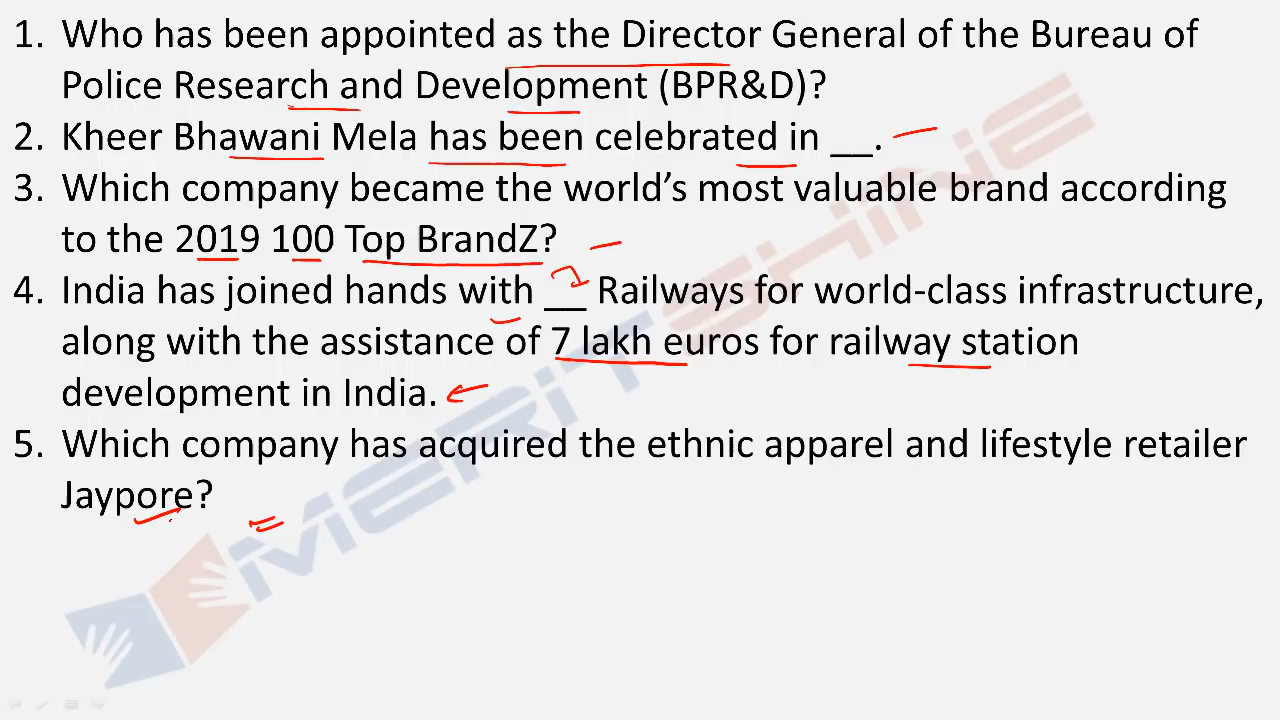 1. Who has been appointed as the Director General of the Bureau of
Police Research and Development (BPR&D)?
2. Kheer Bhawani Mela has been celebrated in __.
3. Which company became the world’s most valuable brand according
to the 2019 100 Top BrandZ?
4. India has joined hands with __ Railways for world-class infrastructure,
along with the assistance of 7 lakh euros for railway station
development in India.
5. Which company has acquired the ethnic apparel and lifestyle retailer
Jaypore?
MERITSHINE